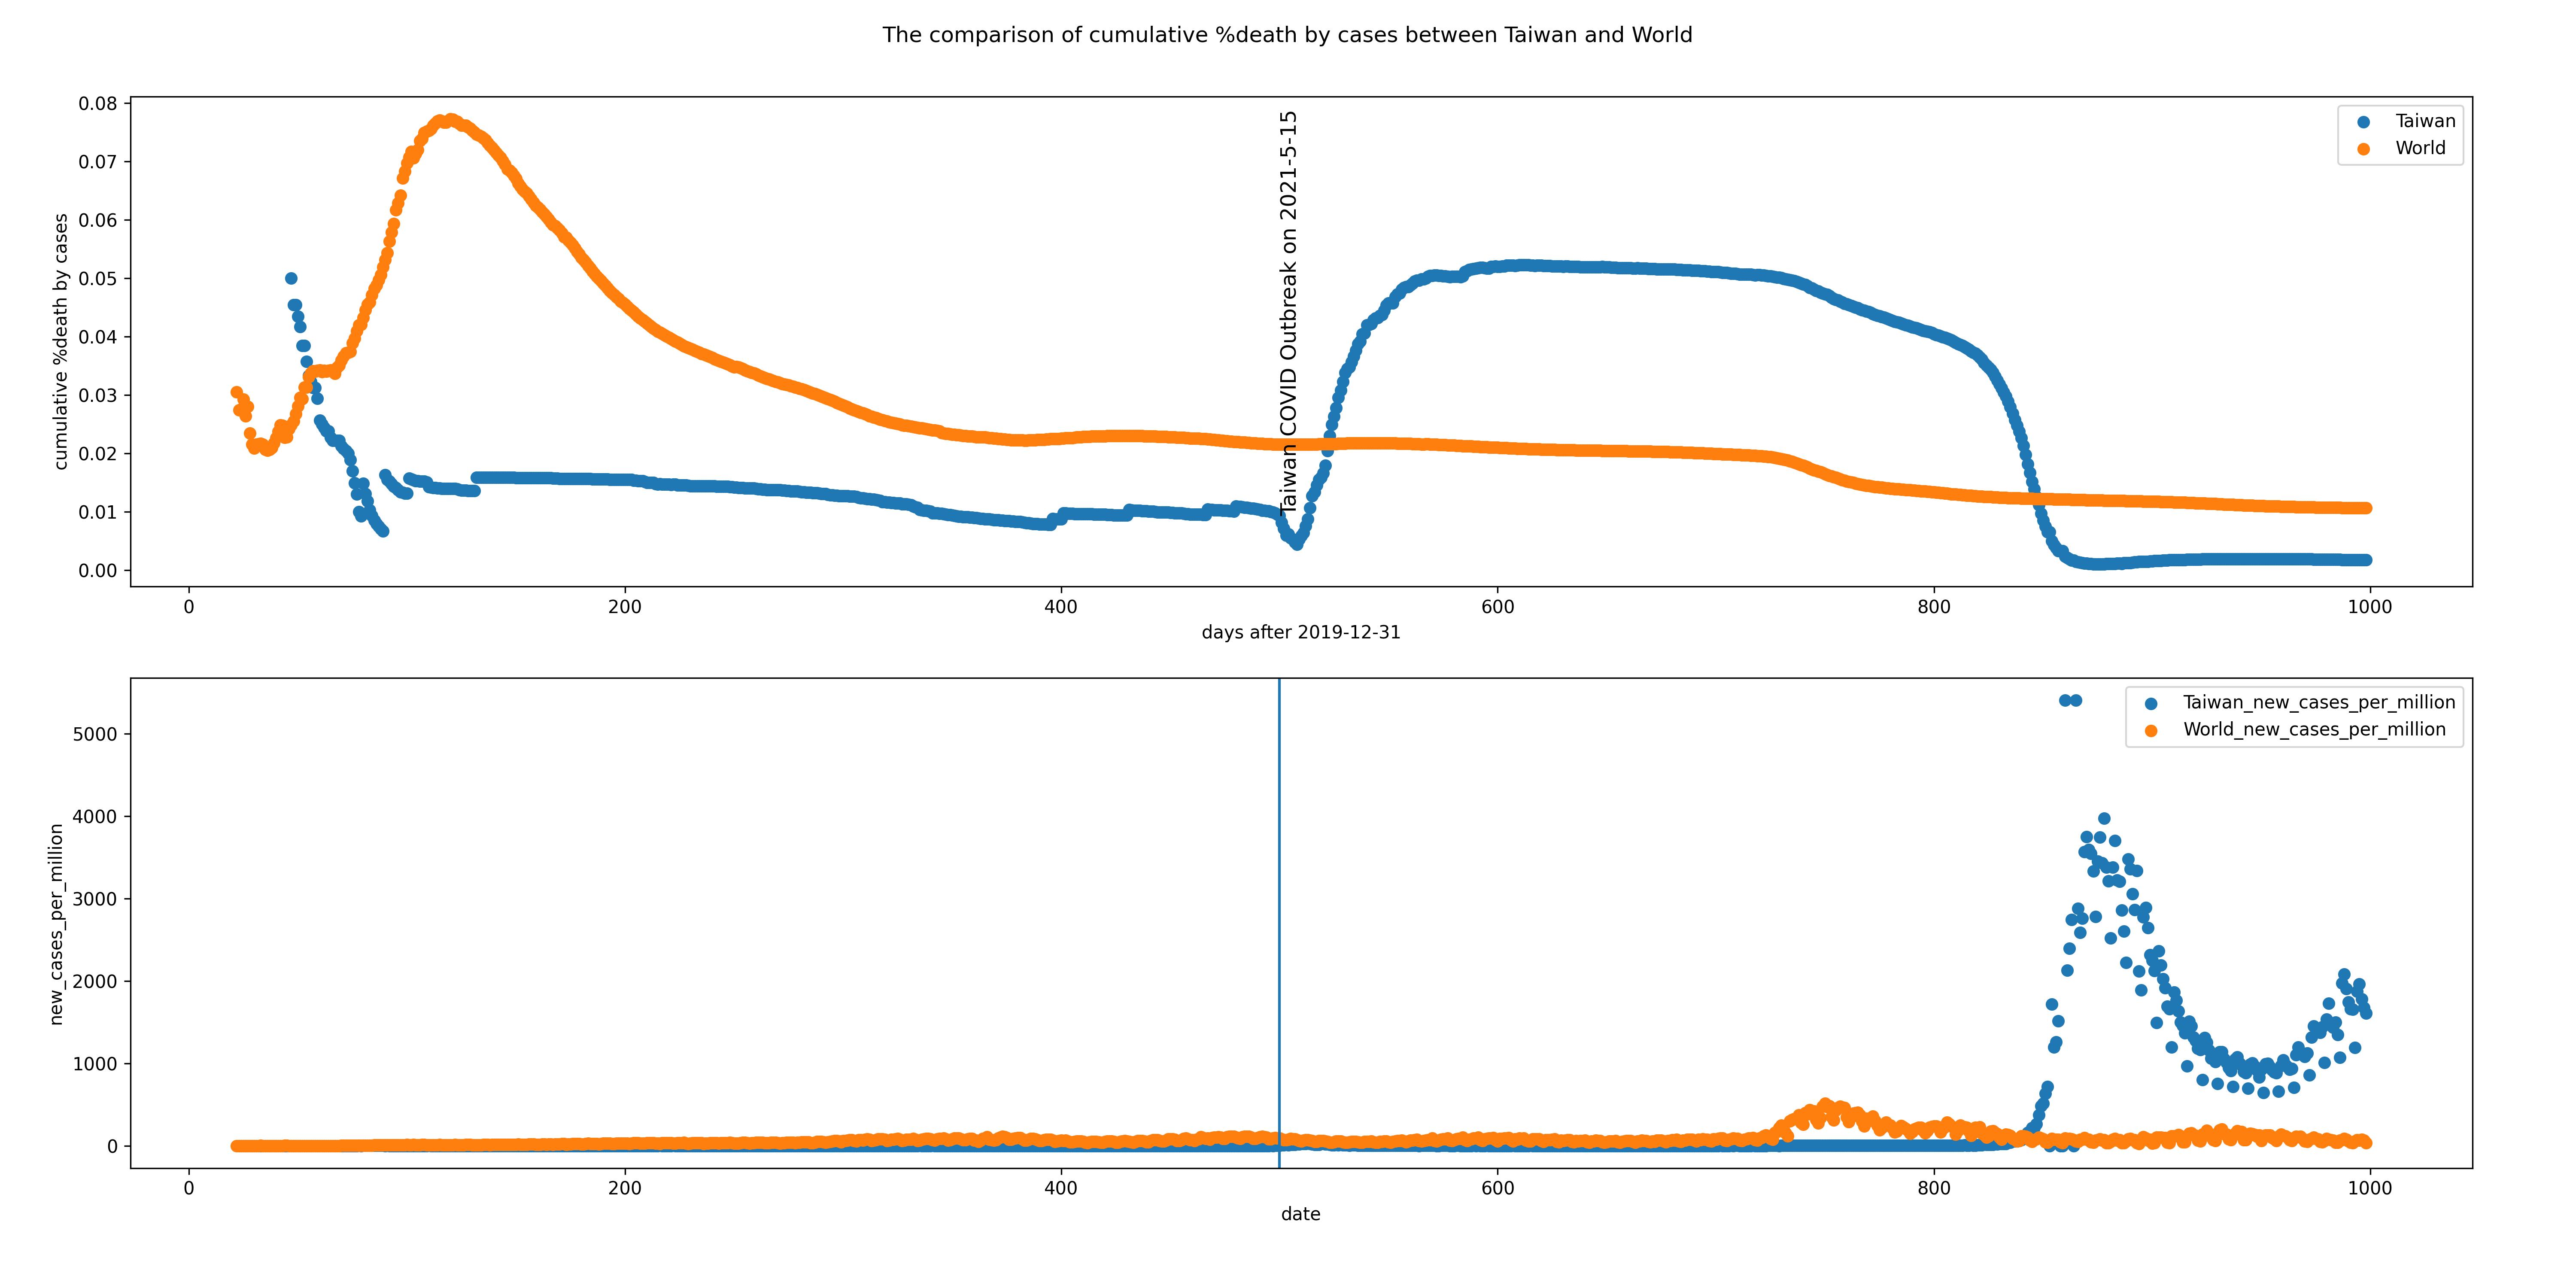 The comparison of cumulative %death by cases between Taiwan and World
cumulative %death by cases
0.08
0.07
0.06
0.05
0.04
0.03
0.02
0.01
0.00
Taiwan COVID Outbreak on 2021-5-15
Taiwan
World
0 200 400 600 800 1000
days after 2019-12-31
new_cases_per_million
5000
4000
3000
2000
1000
0
Taiwan_new_cases_per_million
World_new_cases_per_million
0 200 400 600 800 1000
date